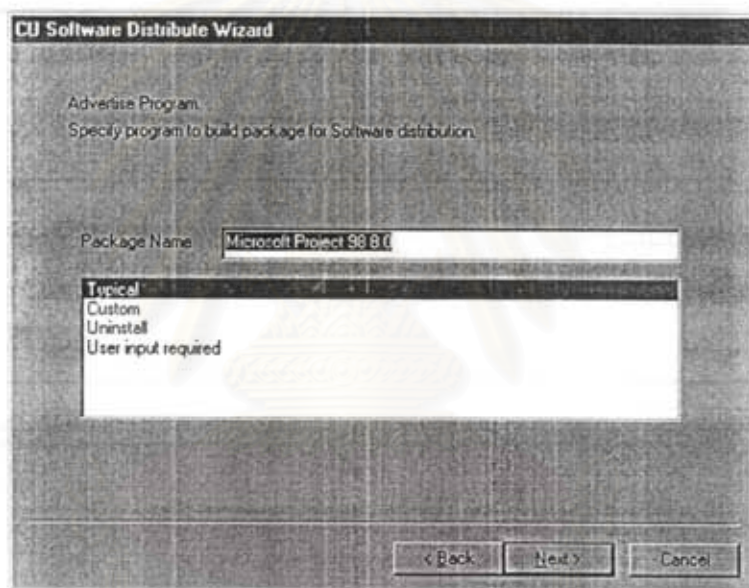 CU Software Distribute Wizard
Advertise Program.
Specify program to build package for Software distribution.
Package Name Microsoft Project 98 8.0
Typical
Custom
Uninstall
User input required
< Back Next > Cancel